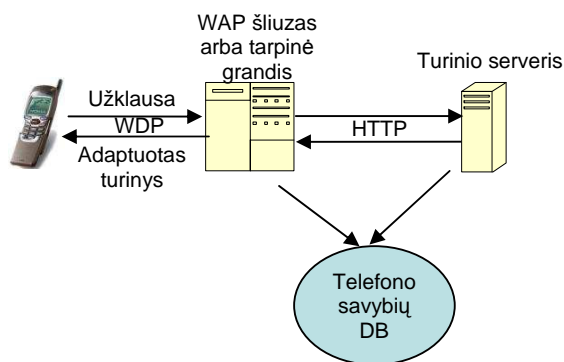 WAP šliuzas
arba tarpinė
grandis
Turinio serveris
Užklausa
WDP
Adaptuotas
turinys
HTTP
Telefono
savybių
DB